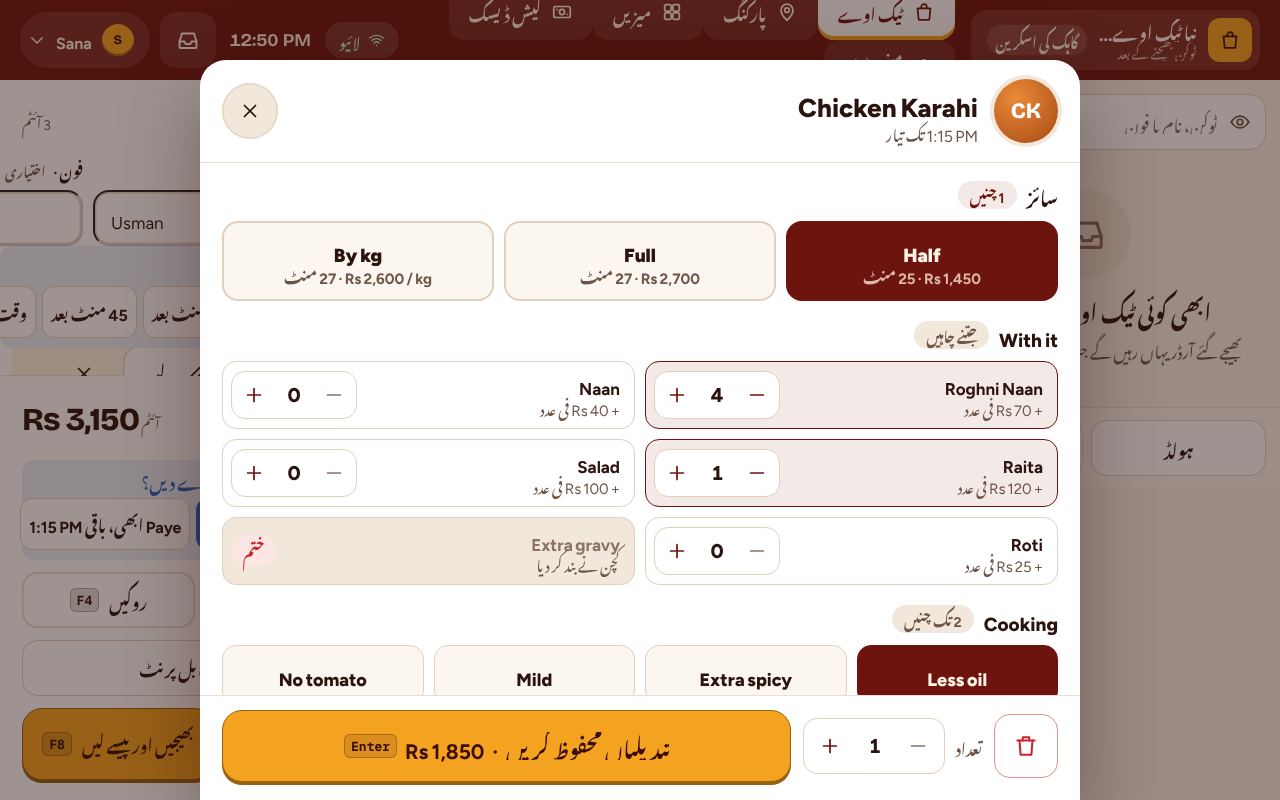 نیا ٹیک اوے...
ٹوکن بھیجنے کے بعد
گاہک کی اسکرین
ٹیک اوے
پارکنگ
میزیں
کیش ڈیسک
لائیو
12:50 PM
Sana
S
CK
Chicken Karahi
1:15 PM تک تیار
3 آئٹم
فون · اختیاری
Usman
45 منٹ بعد
منٹ بعد
ابھی کوئی ٹیک او
ہولڈ
سائز
1 چنیں
Half
Rs 1,450 · 25 منٹ
Full
Rs 2,700 · 27 منٹ
By kg
Rs 2,600 / kg · 27 منٹ
With it
جتنے چاہیں
Roghni Naan
+ Rs 70 فی عدد
4
Naan
+ Rs 40 فی عدد
0
Raita
+ Rs 120 فی عدد
1
Salad
+ Rs 100 فی عدد
0
Roti
+ Rs 25 فی عدد
0
Extra gravy
کچن نے بند کر دیا
ختم
Cooking
2 تک چنیں
Less oil
Extra spicy
Mild
No tomato
تعداد
1
تبدیلیاں محفوظ کریں · Rs 1,850 Enter
Rs 3,150
آئٹم
ے دیں؟
Paye ابھی، باقی 1:15 PM
روکیں F4
بل پرنٹ
بھیجیں اور پیسے لیں F8